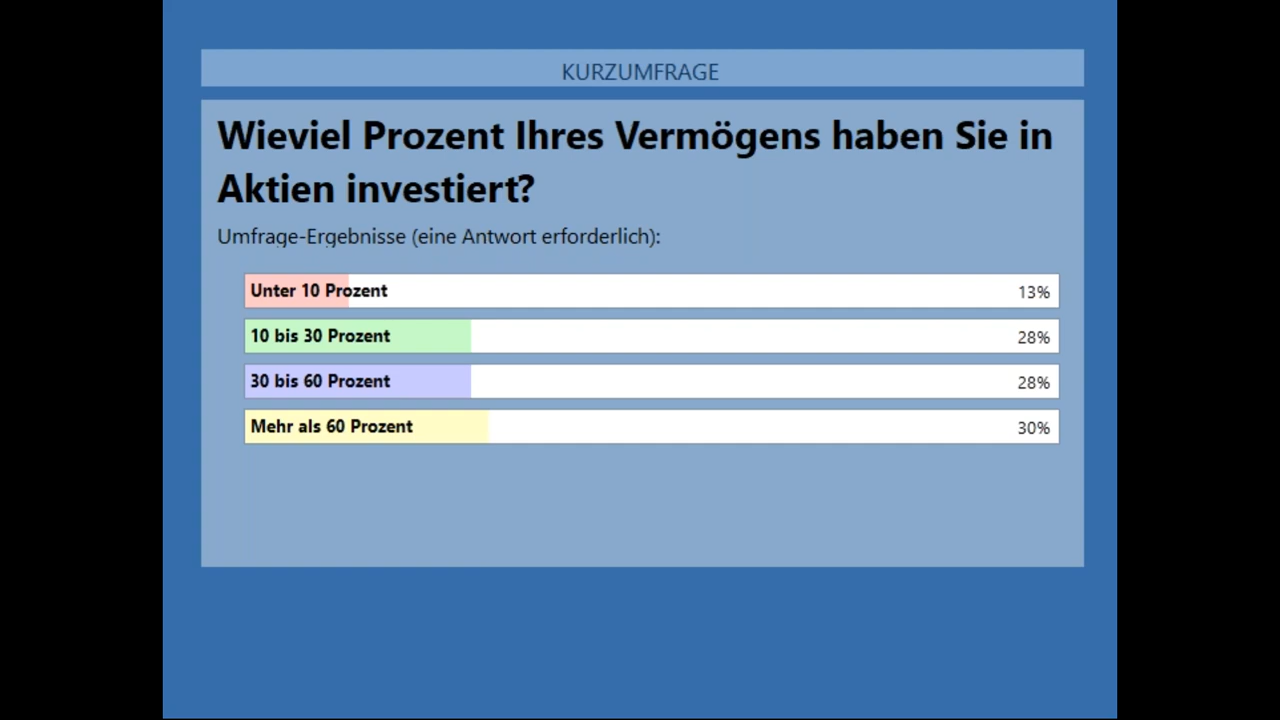 KURZUMFRAGE
Wieviel Prozent Ihres Vermögens haben Sie in
Aktien investiert?
Umfrage-Ergebnisse (eine Antwort erforderlich):
Unter 10 Prozent 13%
10 bis 30 Prozent 28%
30 bis 60 Prozent 28%
Mehr als 60 Prozent 30%